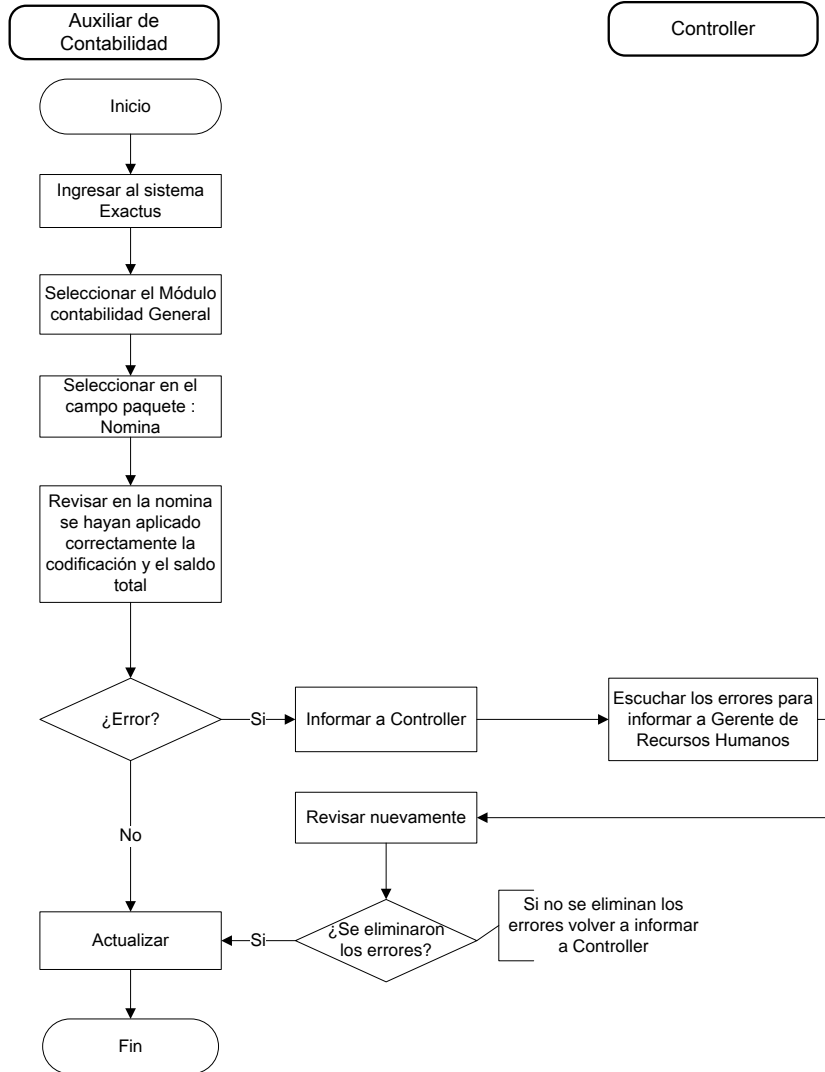 Auxiliar de
Contabilidad
Controller
Inicio
Ingresar al sistema
Exactus
Seleccionar el Módulo
contabilidad General
Seleccionar en el
campo paquete :
Nomina
Revisar en la nomina
se hayan aplicado
correctamente la
codificación y el saldo
total
¿Error?
Si
Informar a Controller
Escuchar los errores para
informar a Gerente de
Recursos Humanos
Revisar nuevamente
No
¿Se eliminaron
los errores?
Si no se eliminan los
errores volver a informar
a Controller
Si
Actualizar
Fin